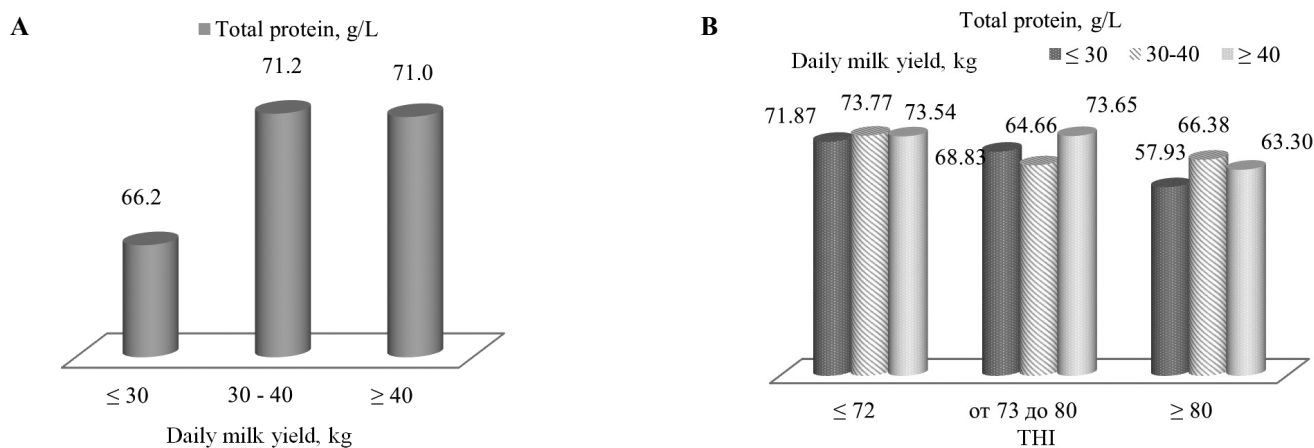 A
Total protein, g/L
66.2
71.2
71.0
≤ 30
30 - 40
≥ 40
Daily milk yield, kg
B
Total protein, g/L
Daily milk yield, kg
≤ 30
30-40
≥ 40
71.87
73.77
73.54
68.83
64.66
73.65
57.93
66.38
63.30
≤ 72
от 73 до 80
≥ 80
THI